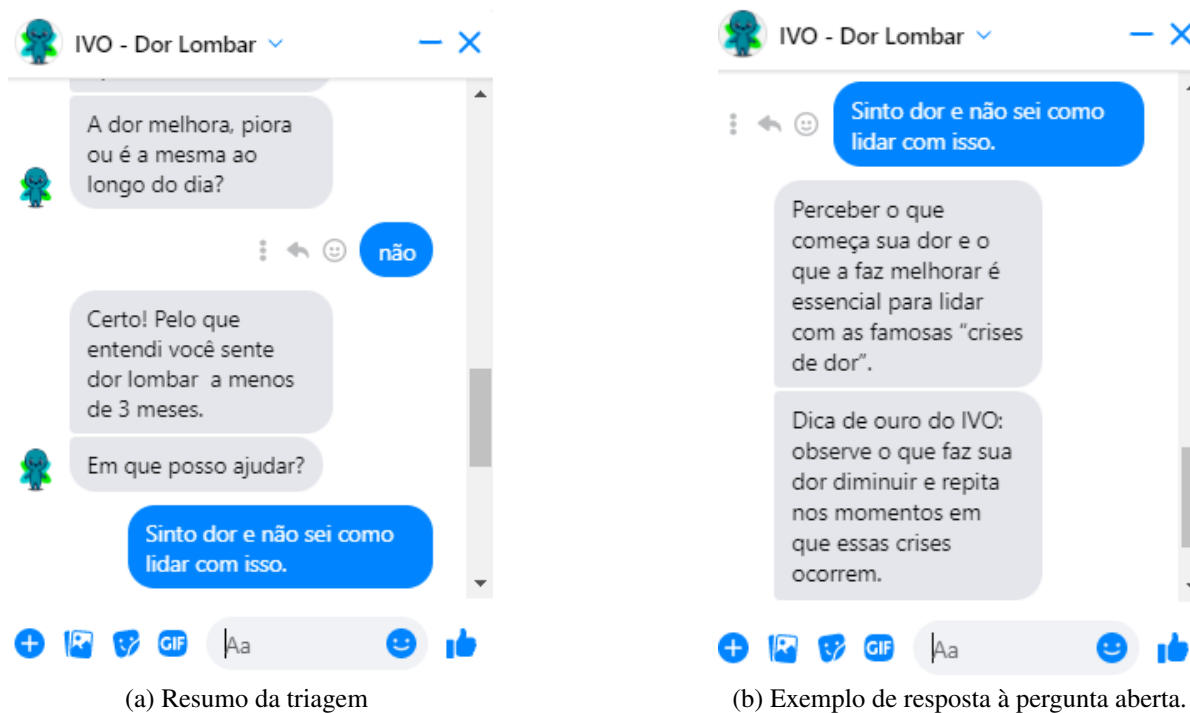 IVO - Dor Lombar
A dor melhora, piora
ou é a mesma ao
longo do dia?
não
Certo! Pelo que
entendi você sente
dor lombar a menos
de 3 meses.
Em que posso ajudar?
Sinto dor e não sei como
lidar com isso.
GIF
Aa
(a) Resumo da triagem
IVO - Dor Lombar
Sinto dor e não sei como
lidar com isso.
Perceber o que
começa sua dor e o
que a faz melhorar é
essencial para lidar
com as famosas “crises
de dor”.
Dica de ouro do IVO:
observe o que faz sua
dor diminuir e repita
nos momentos em
que essas crises
ocorrem.
GIF
Aa
(b) Exemplo de resposta à pergunta aberta.